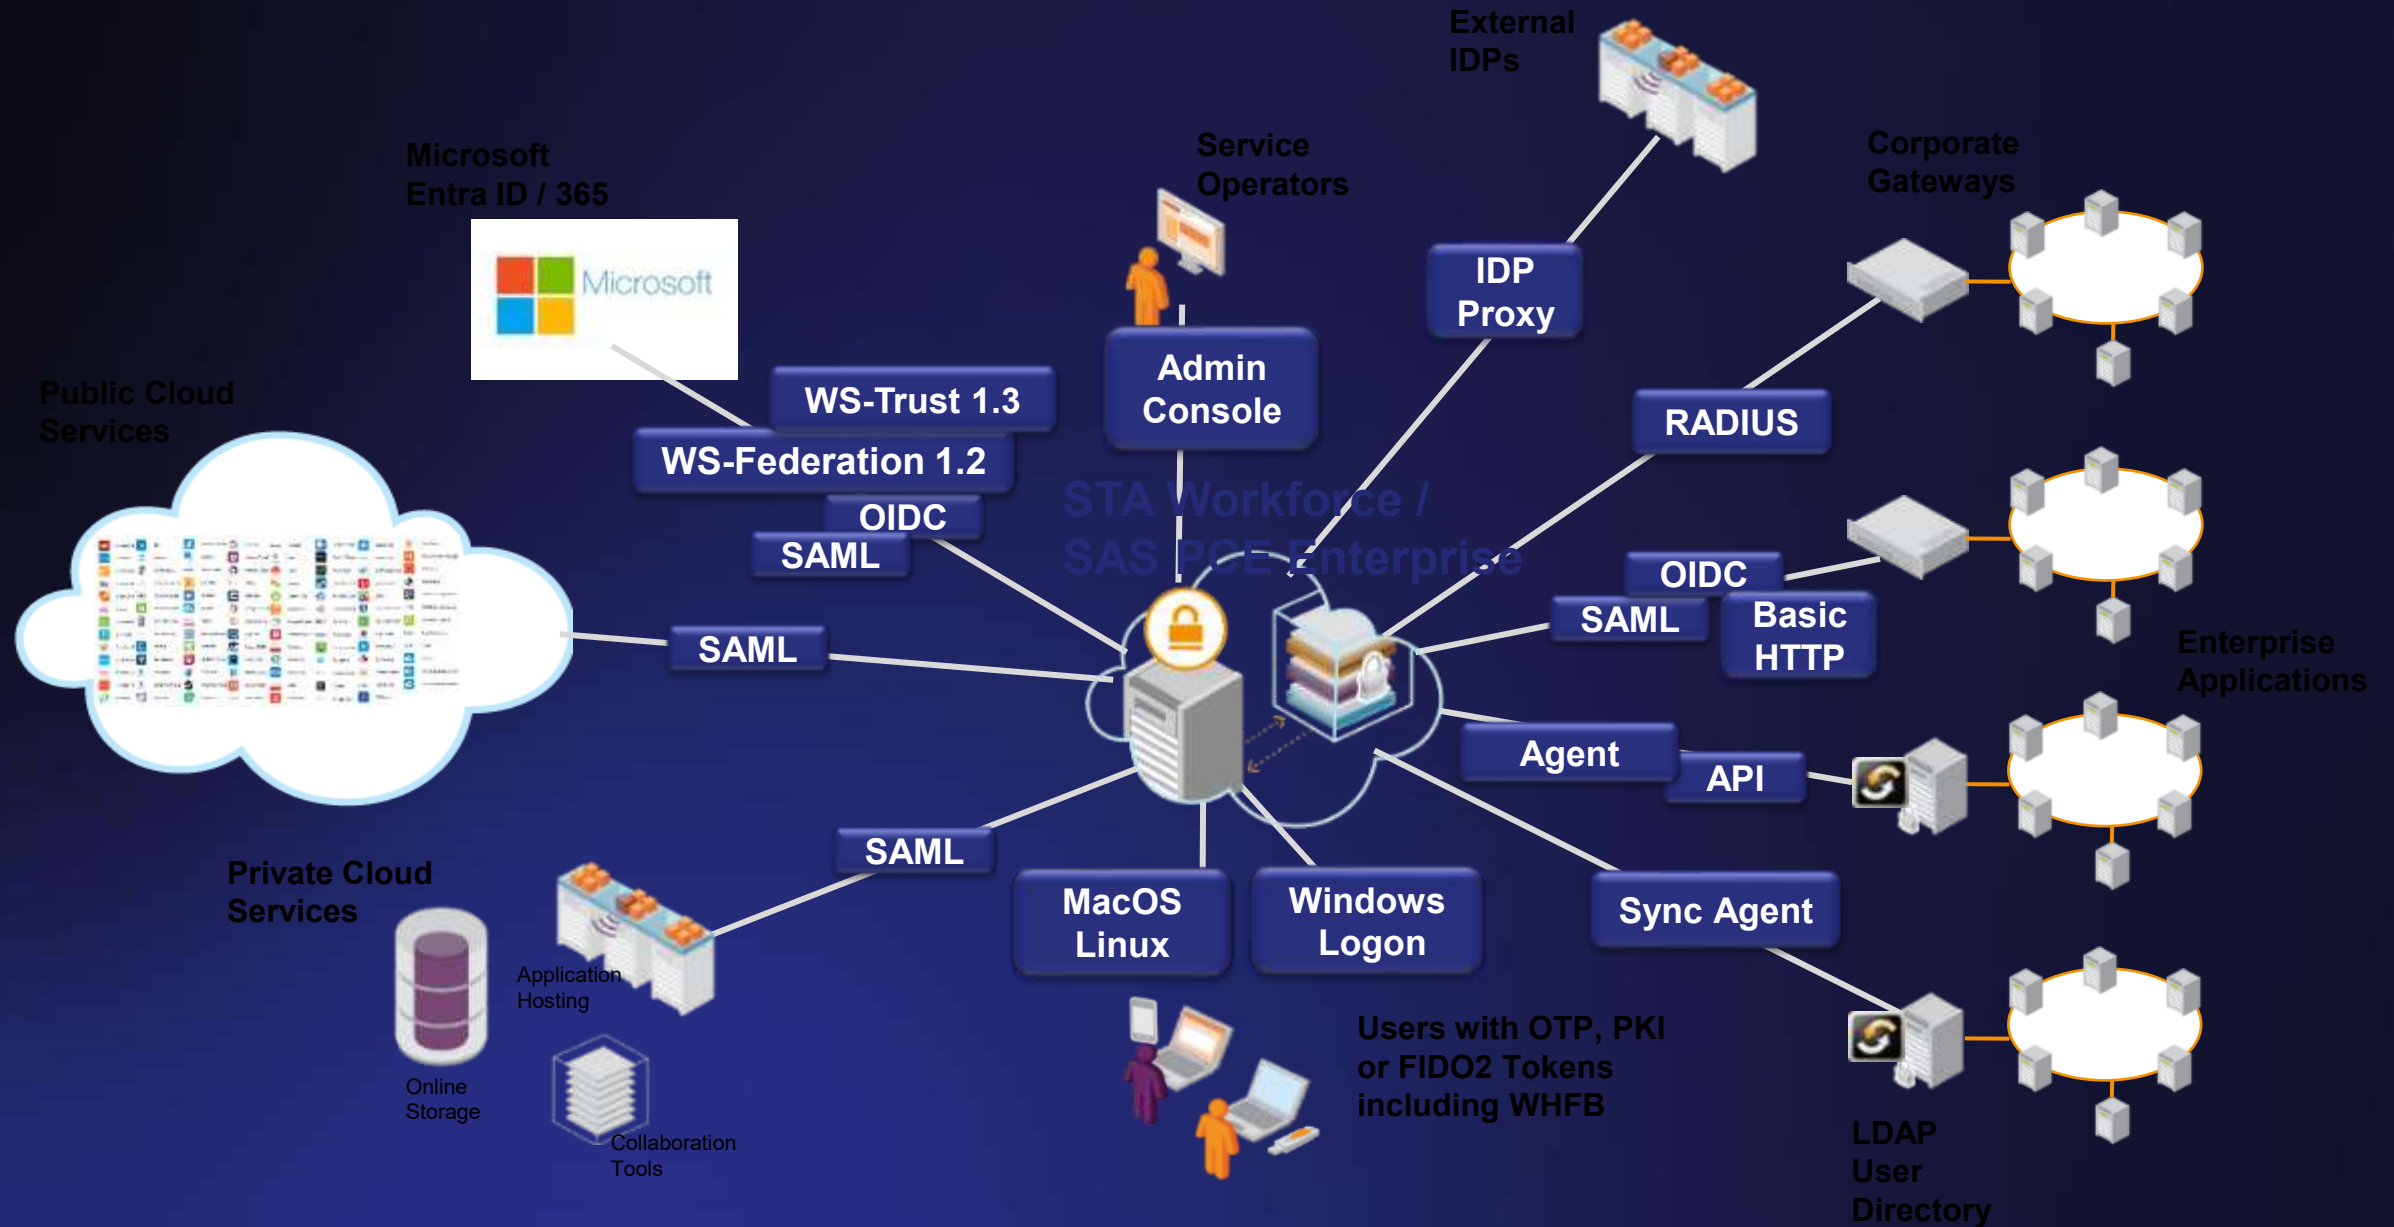 External
IDPs
Service
Operators
Corporate
Gateways
Microsoft
Entra ID / 365
Microsoft
IDP
Proxy
Admin
Console
Public Cloud
Services
WS-Trust 1.3
WS-Federation 1.2
OIDC
SAML
RADIUS
STA Workforce /
SAS PCE Enterprise
OIDC
SAML
Basic
HTTP
SAML
Enterprise
Applications
Agent
API
SAML
Private Cloud
Services
MacOS
Linux
Windows
Logon
Sync Agent
Application
Hosting
Online
Storage
Collaboration
Tools
Users with OTP, PKI
or FIDO2 Tokens
including WHFB
LDAP
User
Directory